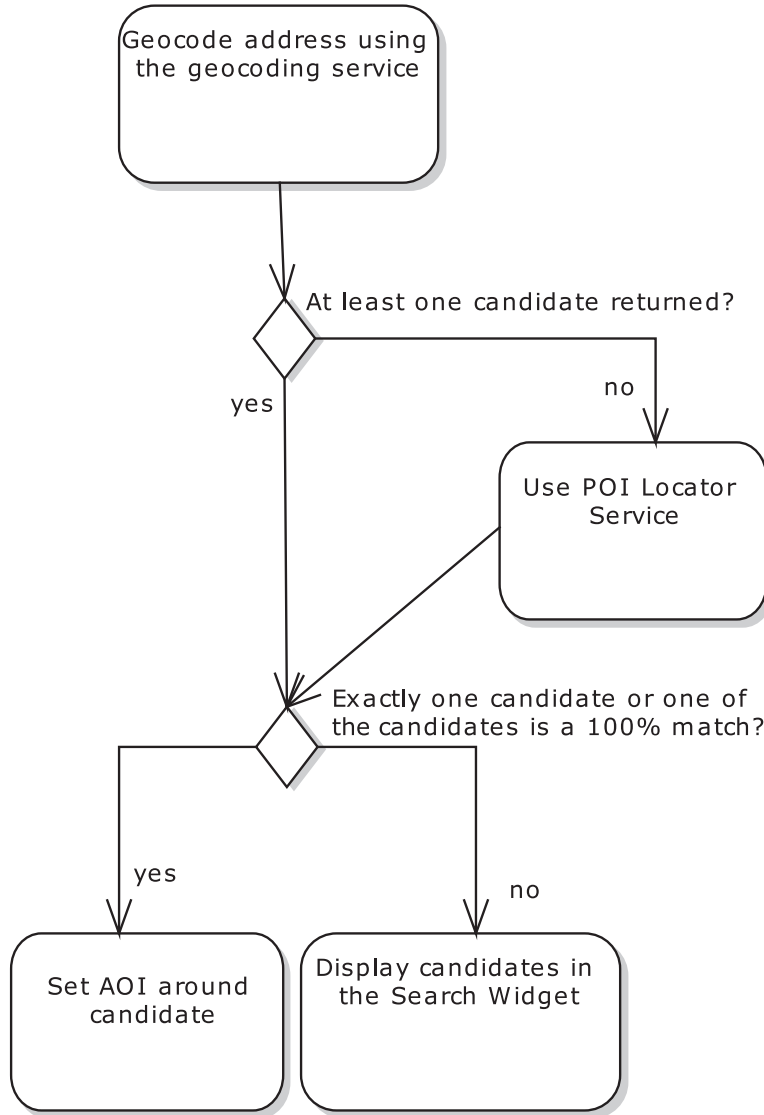 Geocode address using
the geocoding service
At least one candidate returned?
yes
no
Use POI Locator
Service
Exactly one candidate or one of
the candidates is a 100% match?
yes
no
Set AOI around
candidate
Display candidates in
the Search Widget